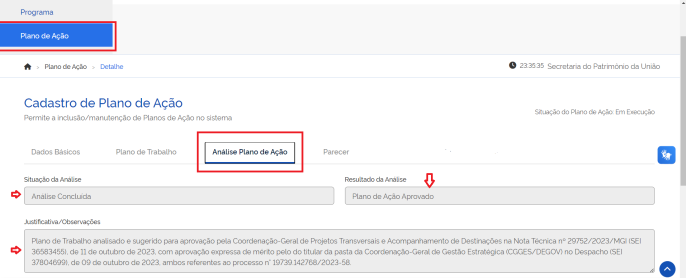 Programa
Plano de Ação
Plano de Ação
Detalhe
23:35:35 Secretaria do Patrimônio da União
Cadastro de Plano de Ação
Permite a inclusão/manutenção de Planos de Ação no sistema
Situação do Plano de Ação: Em Execução
Dados Básicos
Plano de Trabalho
Análise Plano de Ação
Parecer
Situação da Análise
Resultado da Análise
Análise Concluída
Plano de Ação Aprovado
Justificativa/Observações
Plano de Trabalho analisado e sugerido para aprovação pela Coordenação-Geral de Projetos Transversais e Acompanhamento de Destinações na Nota Técnica nº 29752/2023/MGI (SEI
36583455), de 11 de outubro de 2023, com aprovação expressa de mérito pelo do titular da pasta da Coordenação-Geral de Gestão Estratégica (CGGES/DEGOV) no Despacho (SEI
37804699), de 09 de outubro de 2023, ambos referentes ao processo nº 19739.142768/2023-58.